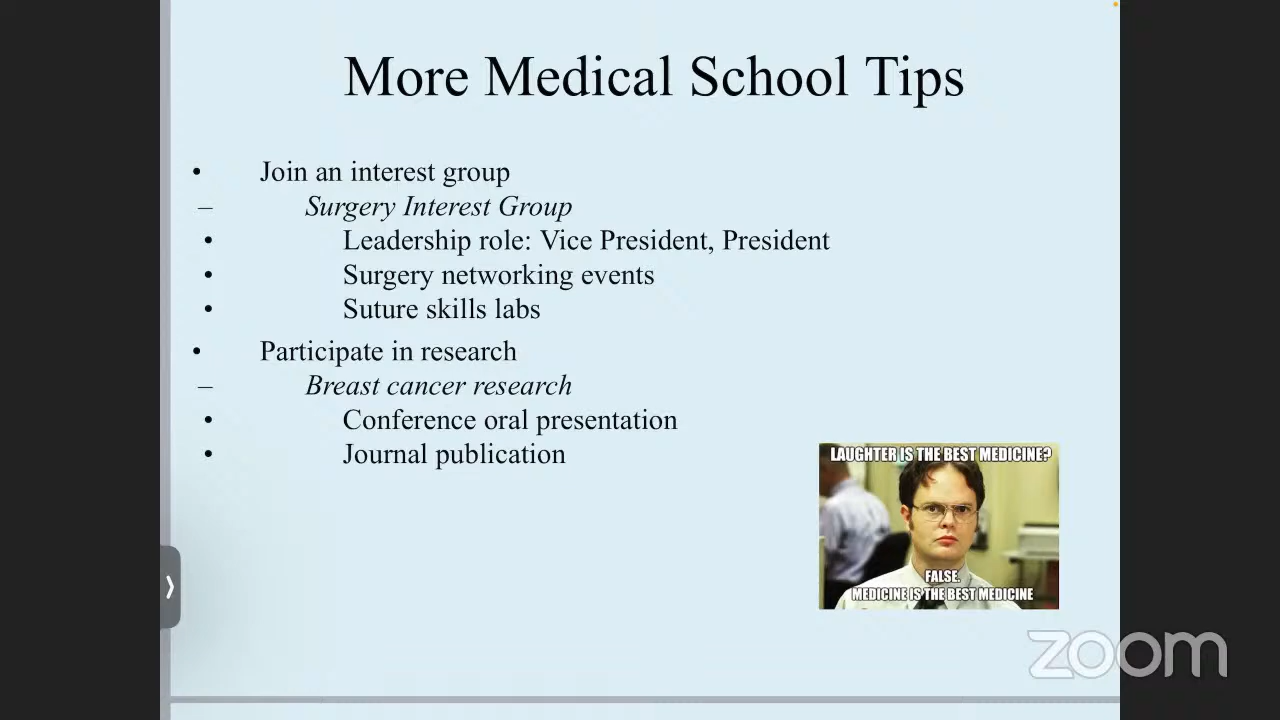 More Medical School Tips
• Join an interest group
– Surgery Interest Group
• Leadership role: Vice President, President
• Surgery networking events
• Suture skills labs
• Participate in research
– Breast cancer research
• Conference oral presentation
• Journal publication
LAUGHTER IS THE BEST MEDICINE?
FALSE.
MEDICINE IS THE BEST MEDICINE
zoom